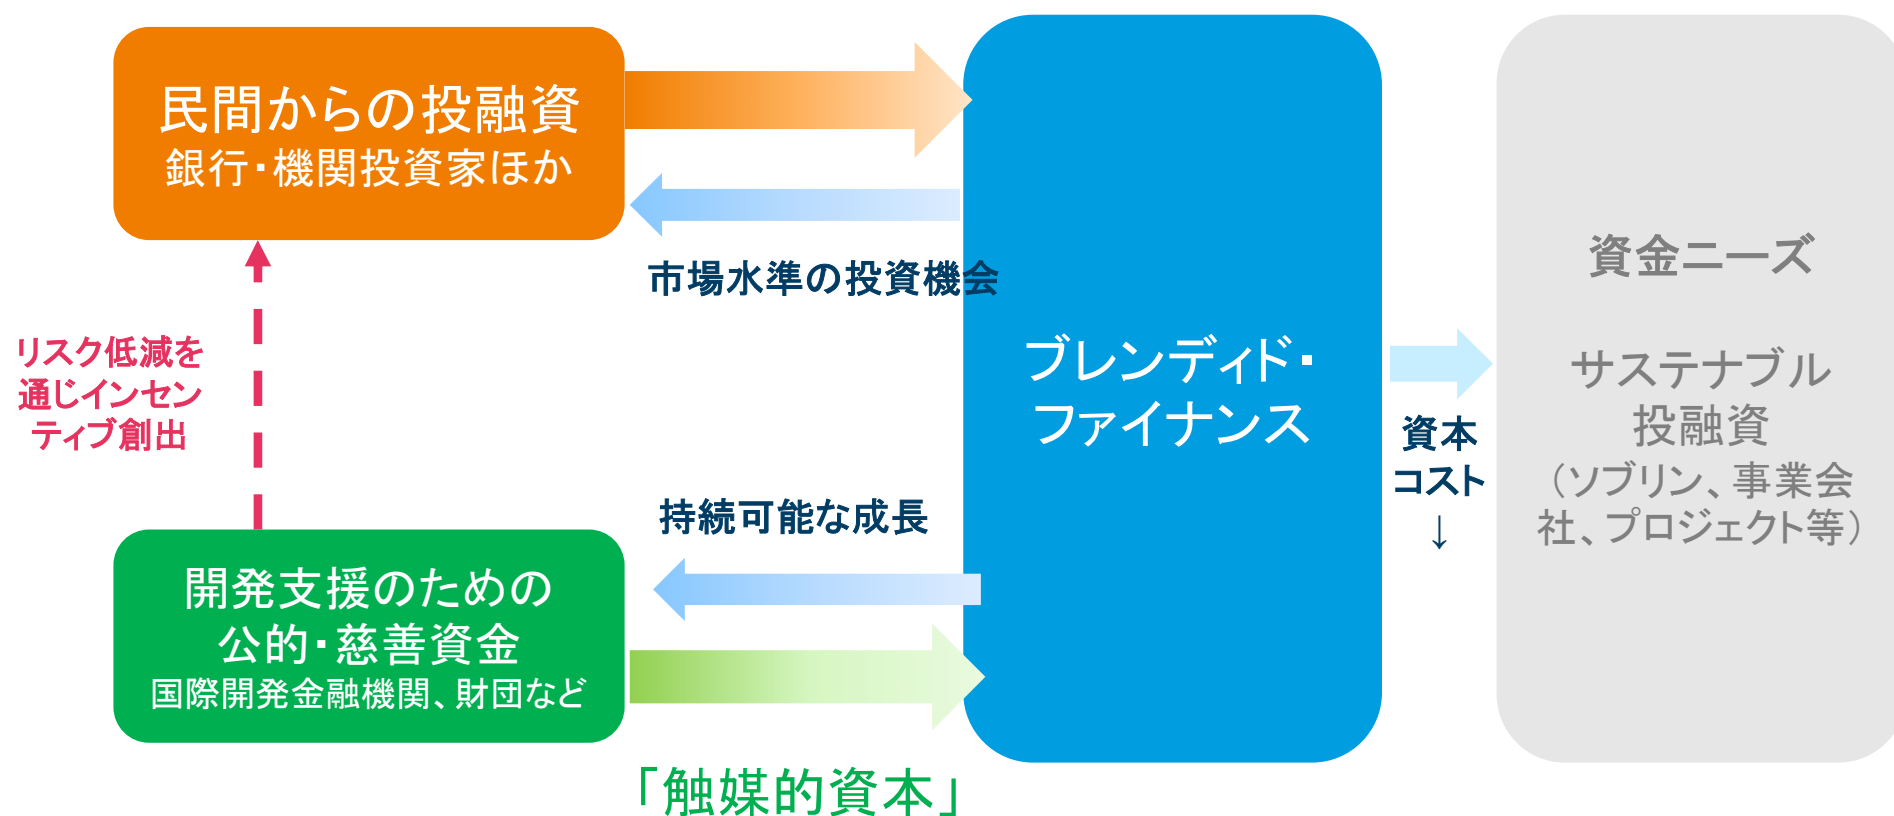 民間からの投融資
銀行・機関投資家ほか
市場水準の投資機会
リスク低減を
通じインセン
ティブ創出
持続可能な成長
開発支援のための
公的・慈善資金
国際開発金融機関、財団など
「触媒的資本」
ブレンディド・
ファイナンス
資本
コスト
↓
資金ニーズ
サステナブル
投融資
（ソブリン、事業会
社、プロジェクト等）